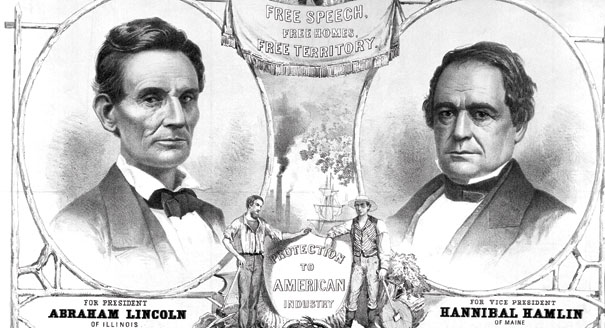 FREE SPEECH,
FREE HOMES,
FREE TERRITORY.
PROTECTION
TO
AMERICAN
INDUSTRY
FOR PRESIDENT
ABRAHAM LINCOLN
OF ILLINOIS
FOR VICE PRESIDENT
HANNIBAL HAMLIN
OF MAINE